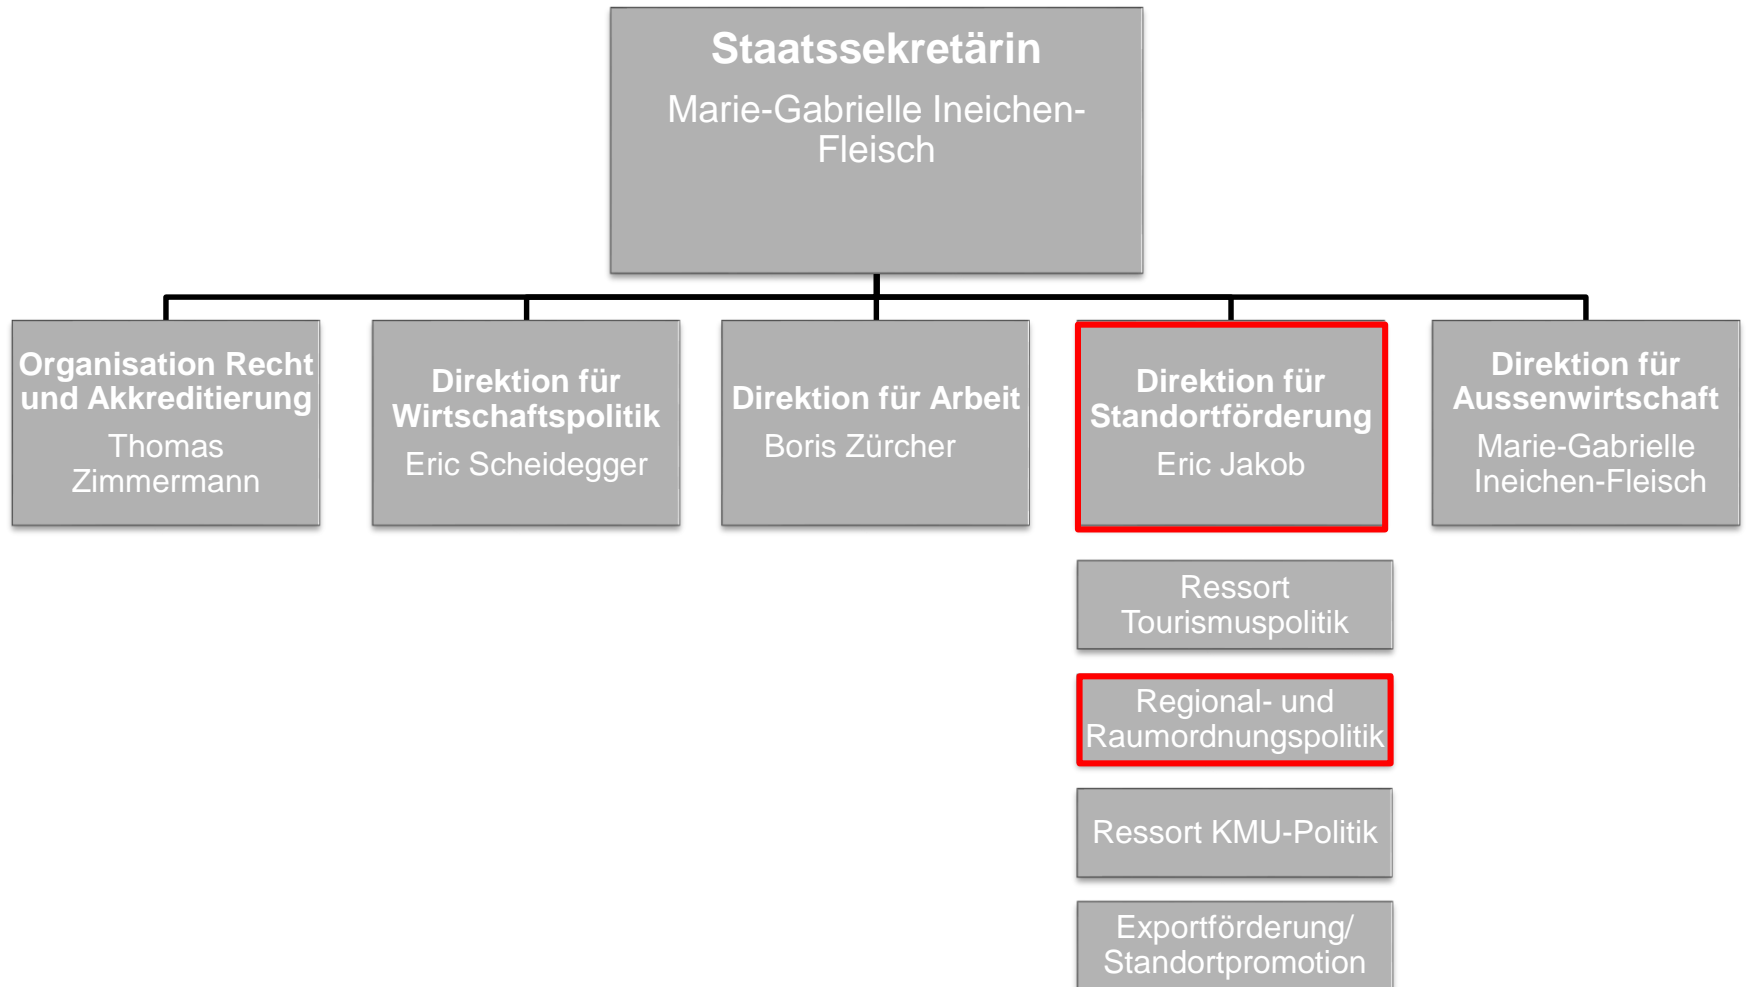 Staatssekretärin
Marie-Gabrielle Ineichen-
Fleisch
Organisation Recht
und Akkreditierung
Thomas
Zimmermann
Direktion für
Wirtschaftspolitik
Eric Scheidegger
Direktion für Arbeit
Boris Zürcher
Direktion für
Standortförderung
Eric Jakob
Direktion für
Aussenwirtschaft
Marie-Gabrielle
Ineichen-Fleisch
Ressort
Tourismuspolitik
Regional- und
Raumordnungspolitik
Ressort KMU-Politik
Exportförderung/
Standortpromotion